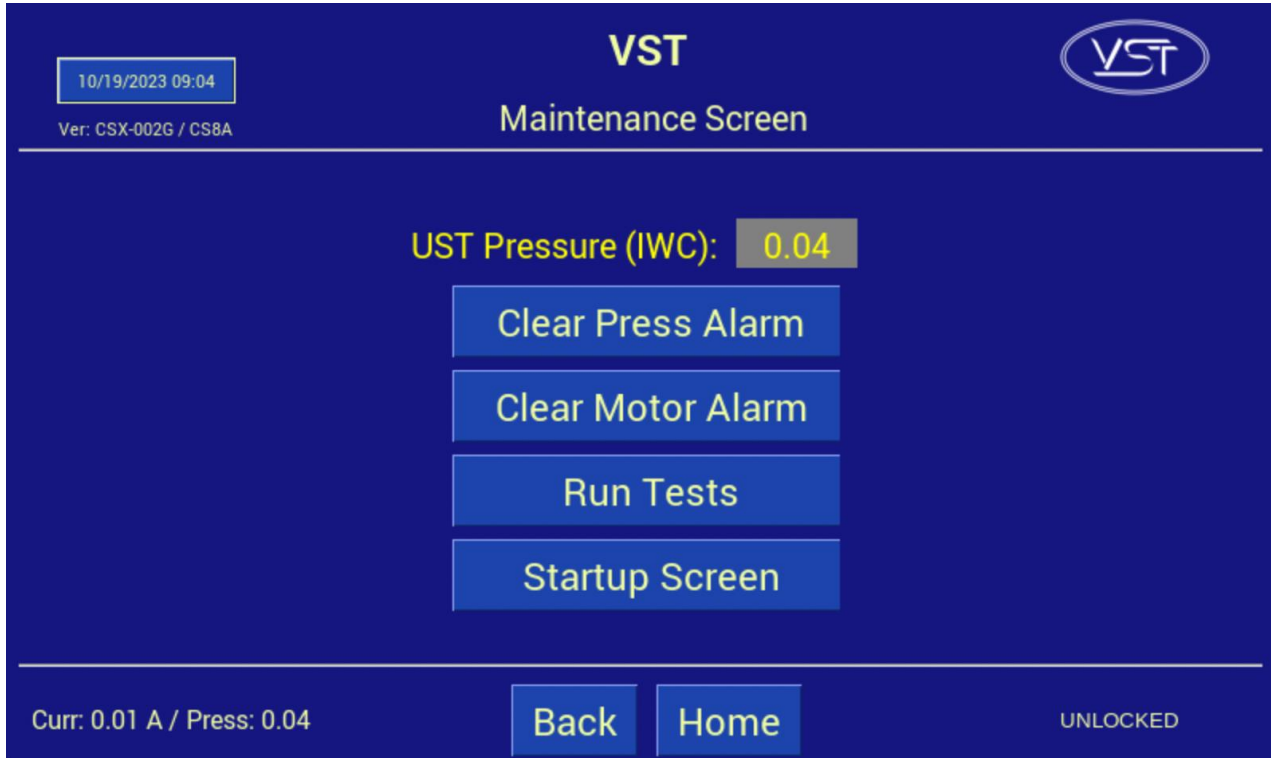 VST
VST
10/19/2023 09:04
Ver: CSX-002G / CS8A
Maintenance Screen
UST Pressure (IWC): 0.04
Clear Press Alarm
Clear Motor Alarm
Run Tests
Startup Screen
Curr: 0.01 A / Press: 0.04
Back
Home
UNLOCKED